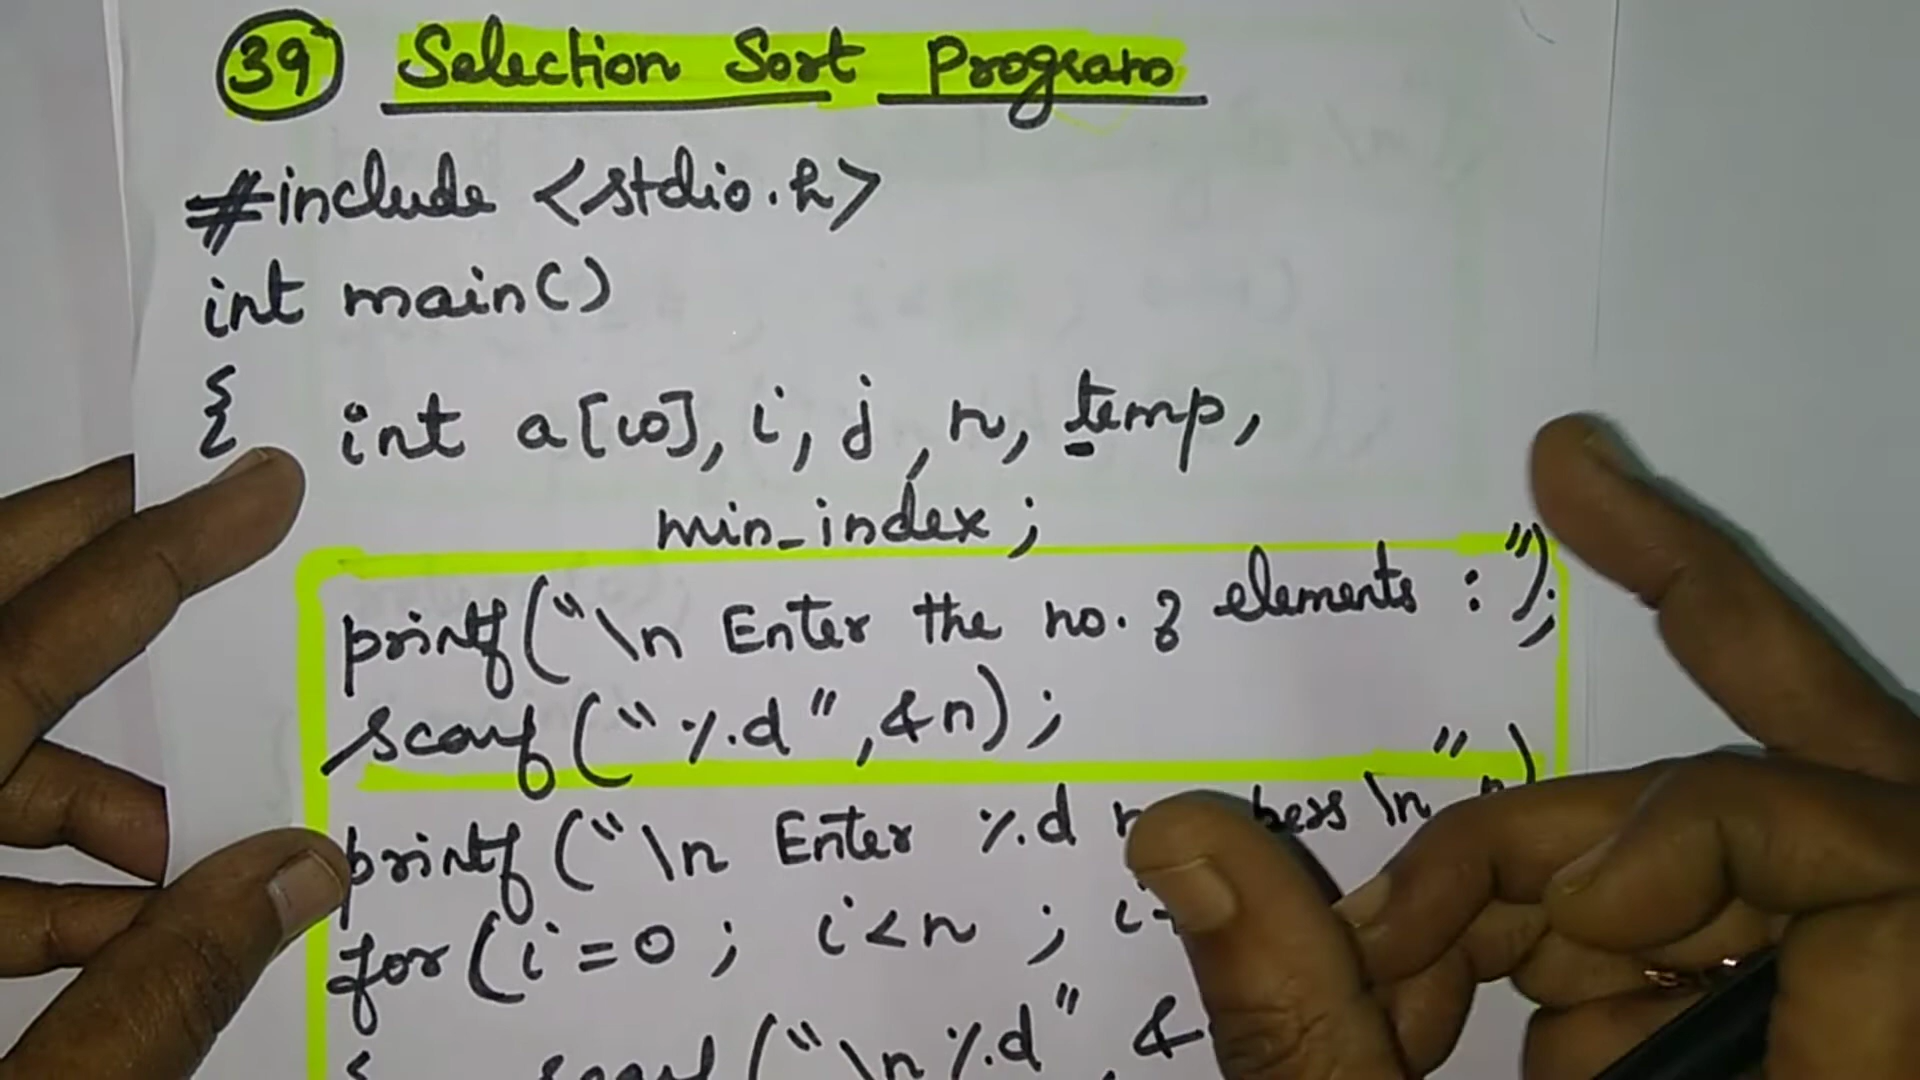 39 Selection Sort Program
#include <stdio.h>
int main()
{ int a[10], i, j, n, temp,
min_index;
printf("\n Enter the no. of elements :");
scanf("%d", &n);
printf("\n Enter %d \n", n)
for(i=0; i<n; i
{ scanf("\n%d", &